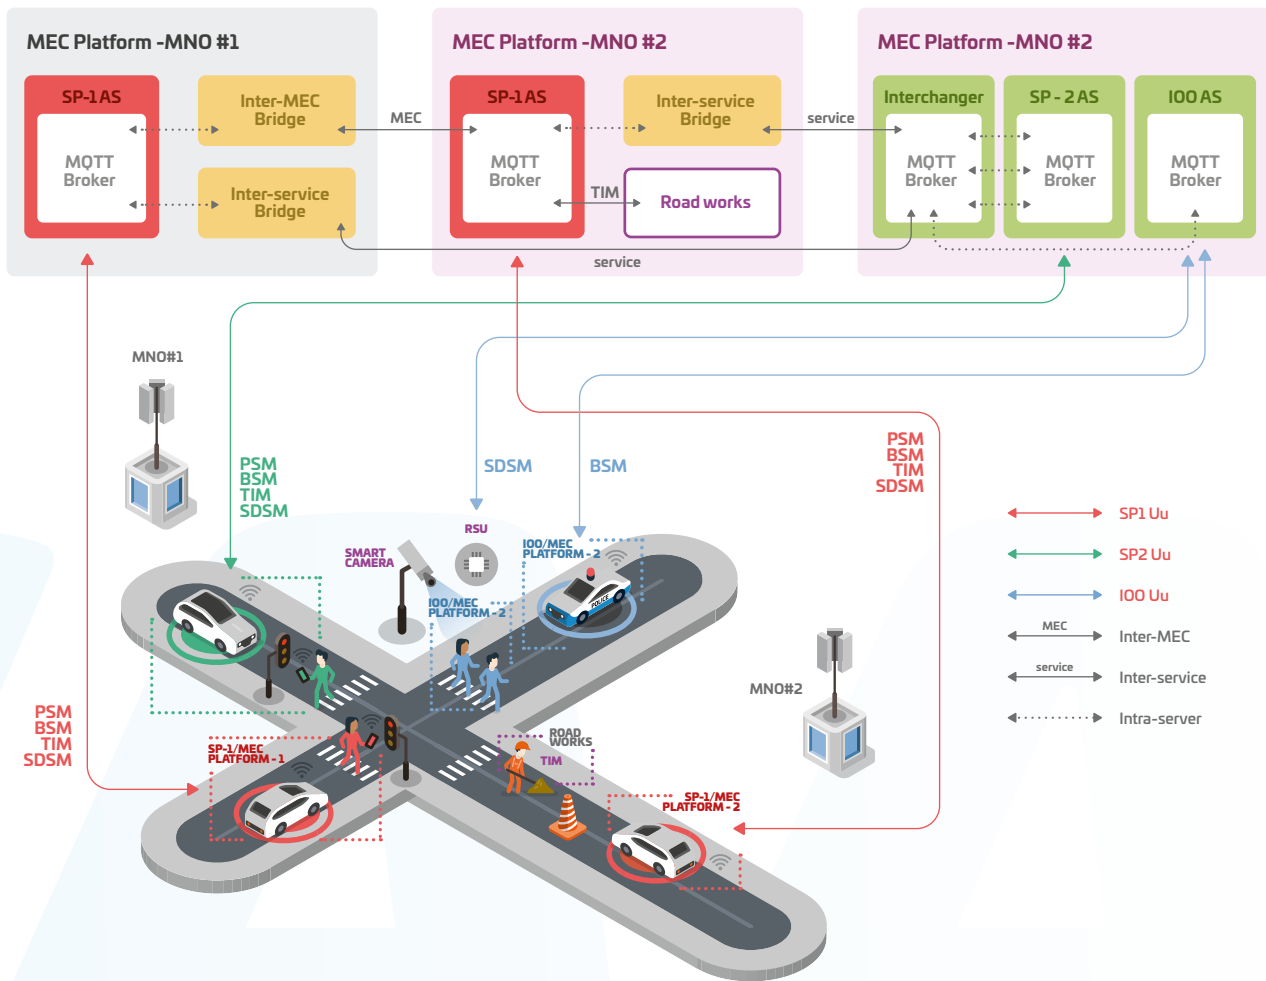 MEC Platform -MNO #1
MEC Platform -MNO #2
MEC Platform -MNO #2
SP-1 AS
MQTT
Broker
Inter-MEC
Bridge
Inter-service
Bridge
MEC
SP-1 AS
MQTT
Broker
Inter-service
Bridge
TIM
Road works
service
service
Interchanger
MQTT
Broker
SP - 2 AS
MQTT
Broker
IOO AS
MQTT
Broker
MNO#1
PSM
BSM
TIM
SDSM
SDSM
BSM
PSM
BSM
TIM
SDSM
RSU
SMART
CAMERA
IOO/MEC
PLATFORM - 2
IOO/MEC
PLATFORM - 2
MNO#2
PSM
BSM
TIM
SDSM
SP-1/MEC
PLATFORM - 1
ROAD
WORKS
TIM
SP-1/MEC
PLATFORM - 2
POLICE
SP1 Uu
SP2 Uu
IOO Uu
MEC
Inter-MEC
service
Inter-service
Intra-server